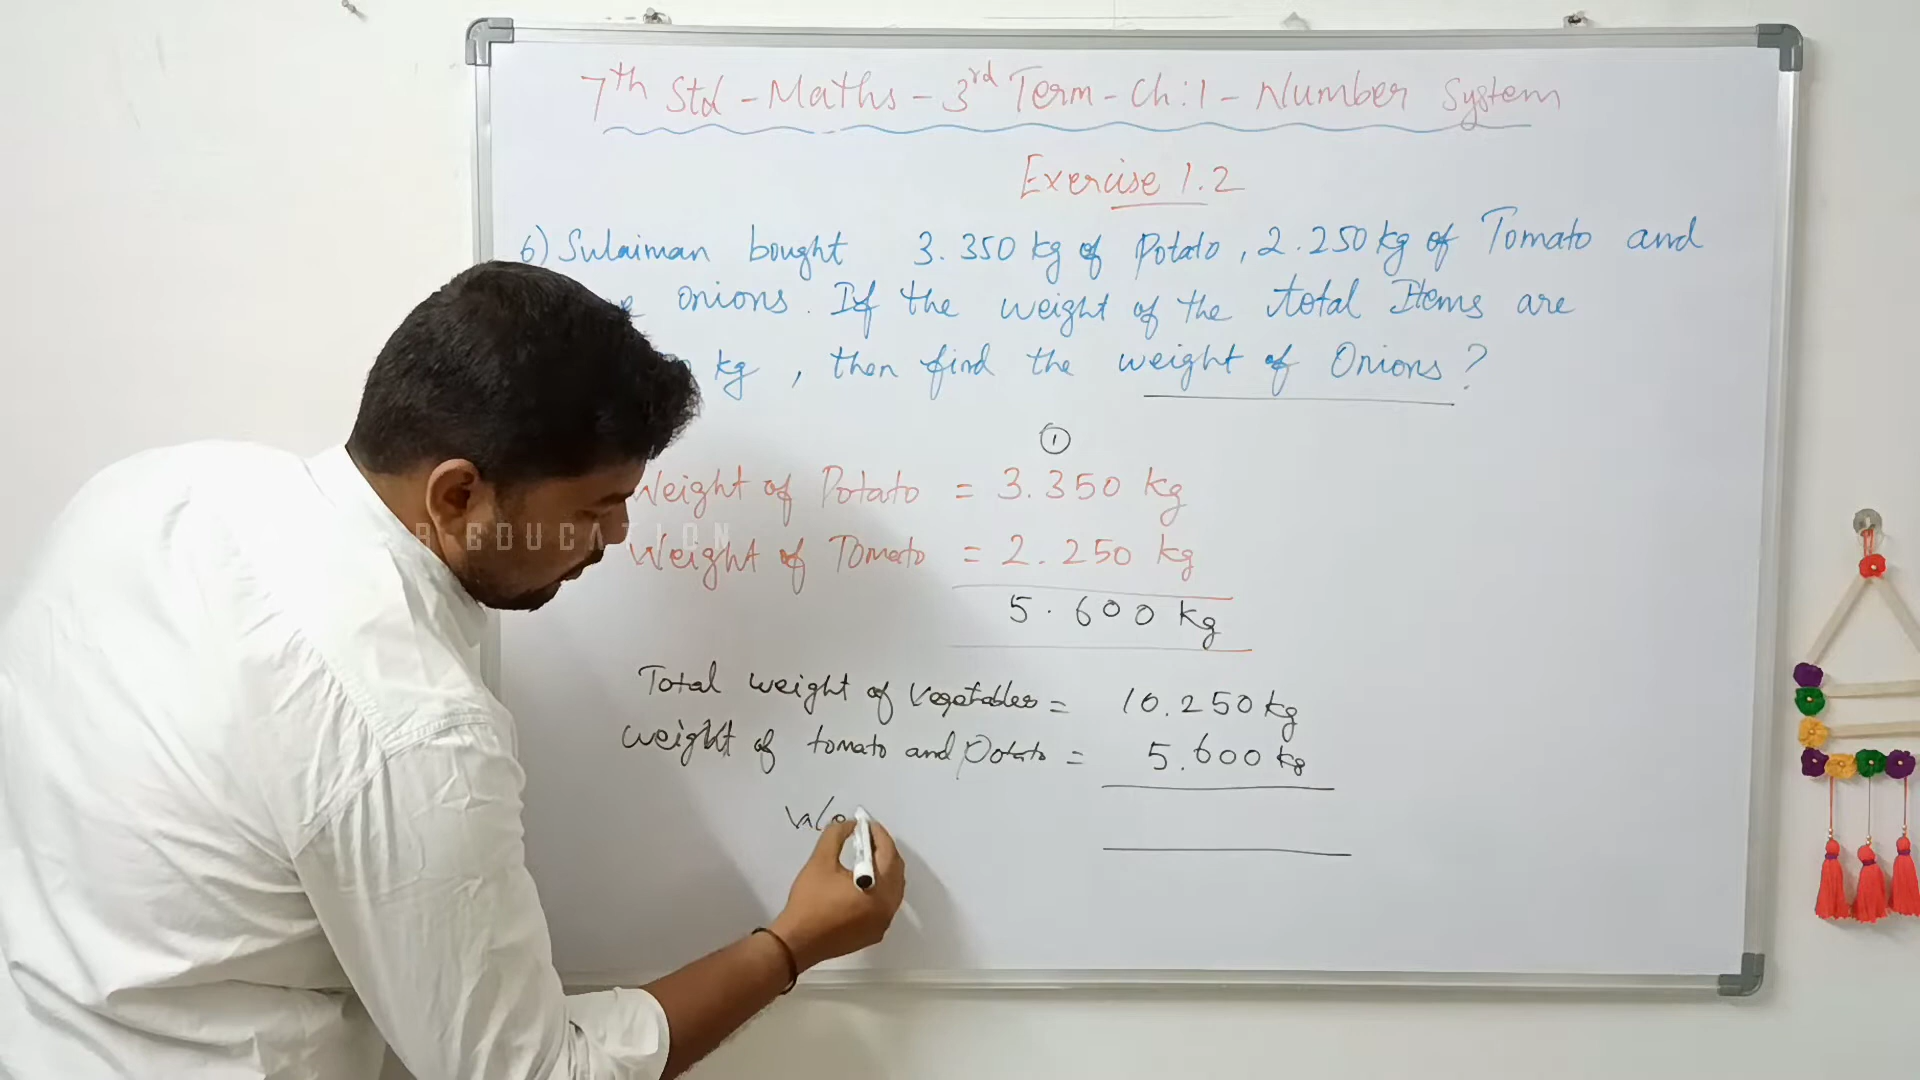 7th Std - Maths - 3rd Term - Ch:1 - Number System
Exercise 1.2
6) Sulaiman bought 3.350 kg of Potato, 2.250 kg of Tomato and
onions. If the weight of the total Items are
kg, then find the weight of Onions?
1
Weight of Potato = 3.350 kg
EDUCATION
Weight of Tomato = 2.250 kg
5.600 kg
Total weight of Vegetables = 10.250 kg
weight of tomato and Potato = 5.600 kg